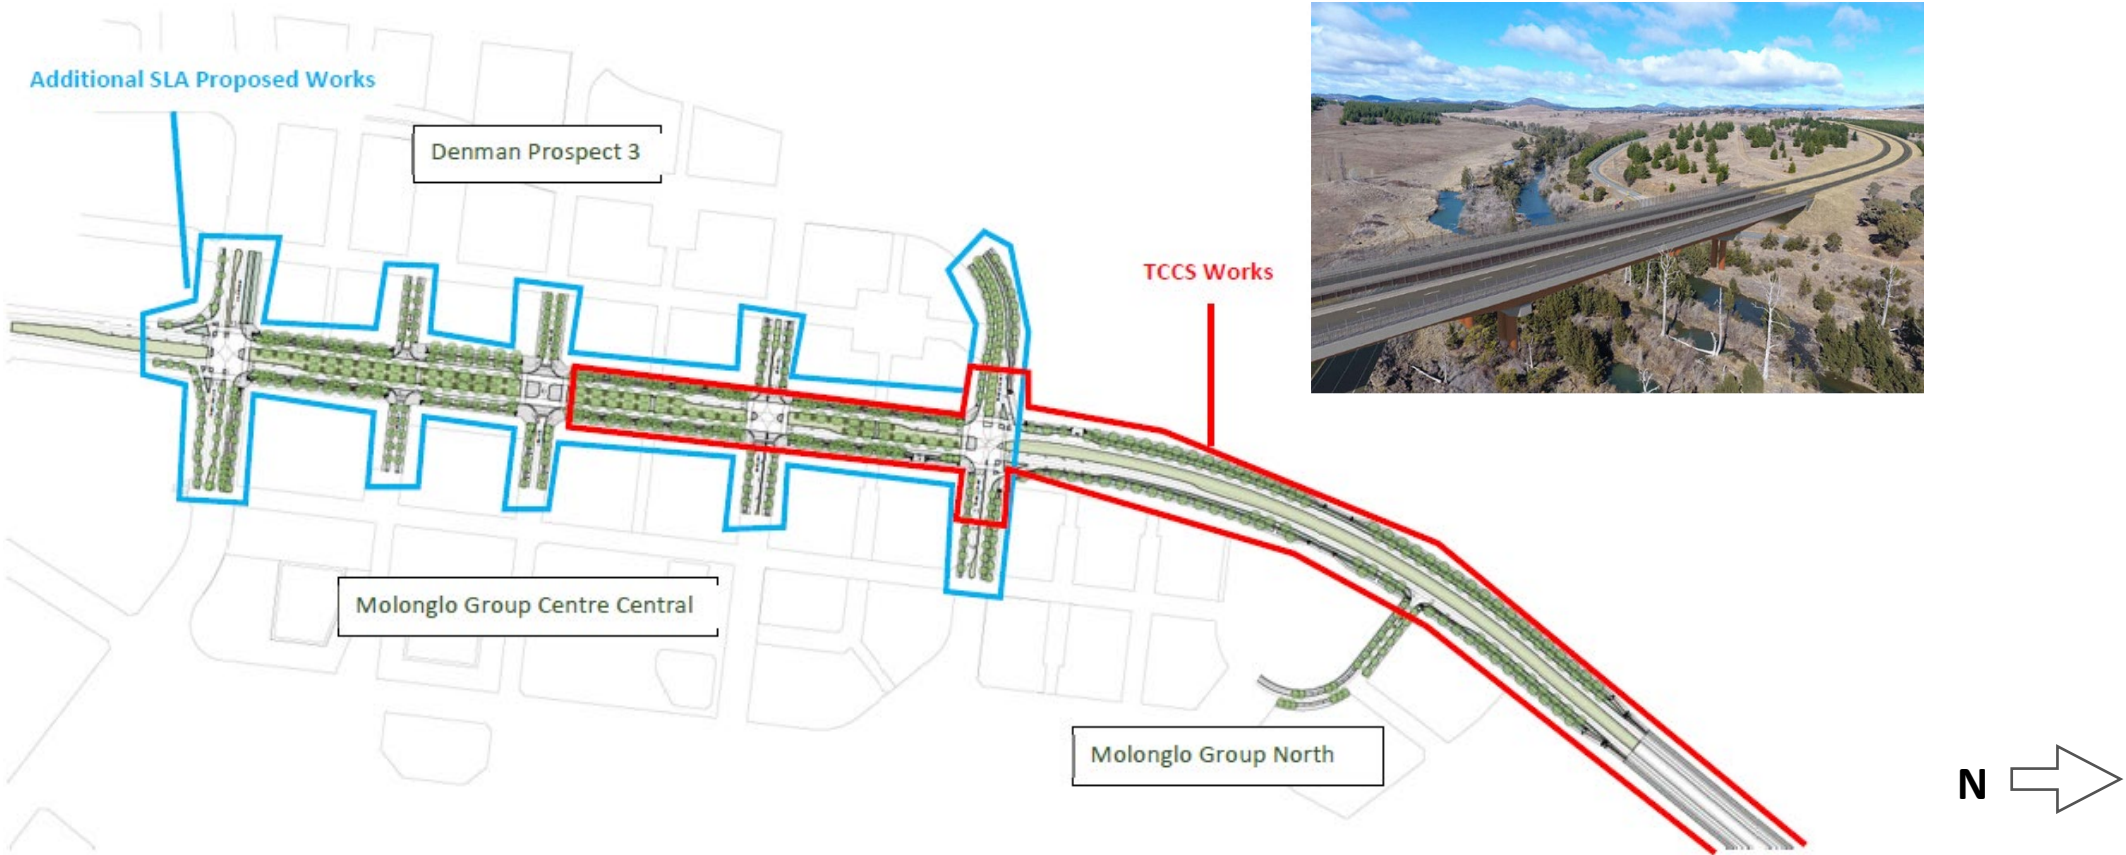 Additional SLA Proposed Works
Denman Prospect 3
TCCS Works
Molonglo Group Centre Central
Molonglo Group North
N